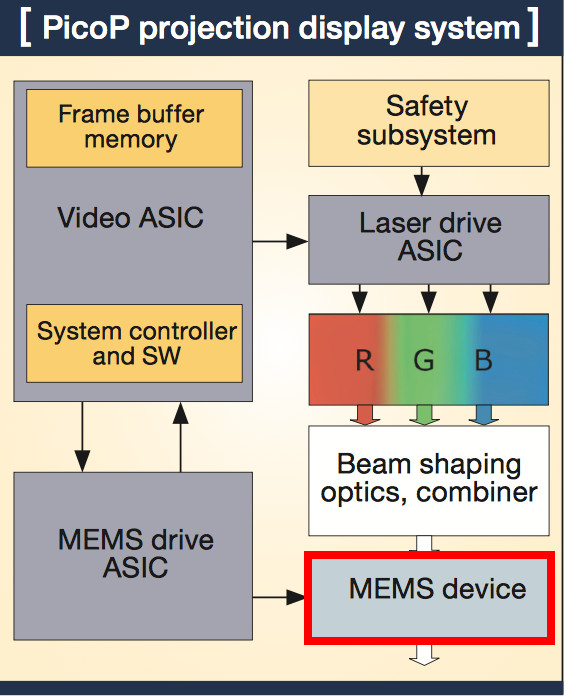 [ PicoP projection display system ]
Frame buffer
memory
Video ASIC
System controller
and SW
MEMS drive
ASIC
Safety
subsystem
Laser drive
ASIC
R G B
Beam shaping
optics, combiner
MEMS device